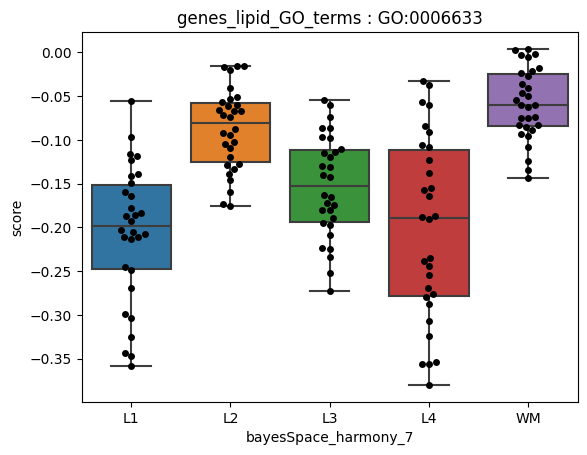 genes_lipid_GO_terms : GO:0006633
0.00
−0.05
−0.10
−0.15
−0.20
−0.25
−0.30
−0.35
score
L1 L2 L3 L4 WM
bayesSpace_harmony_7